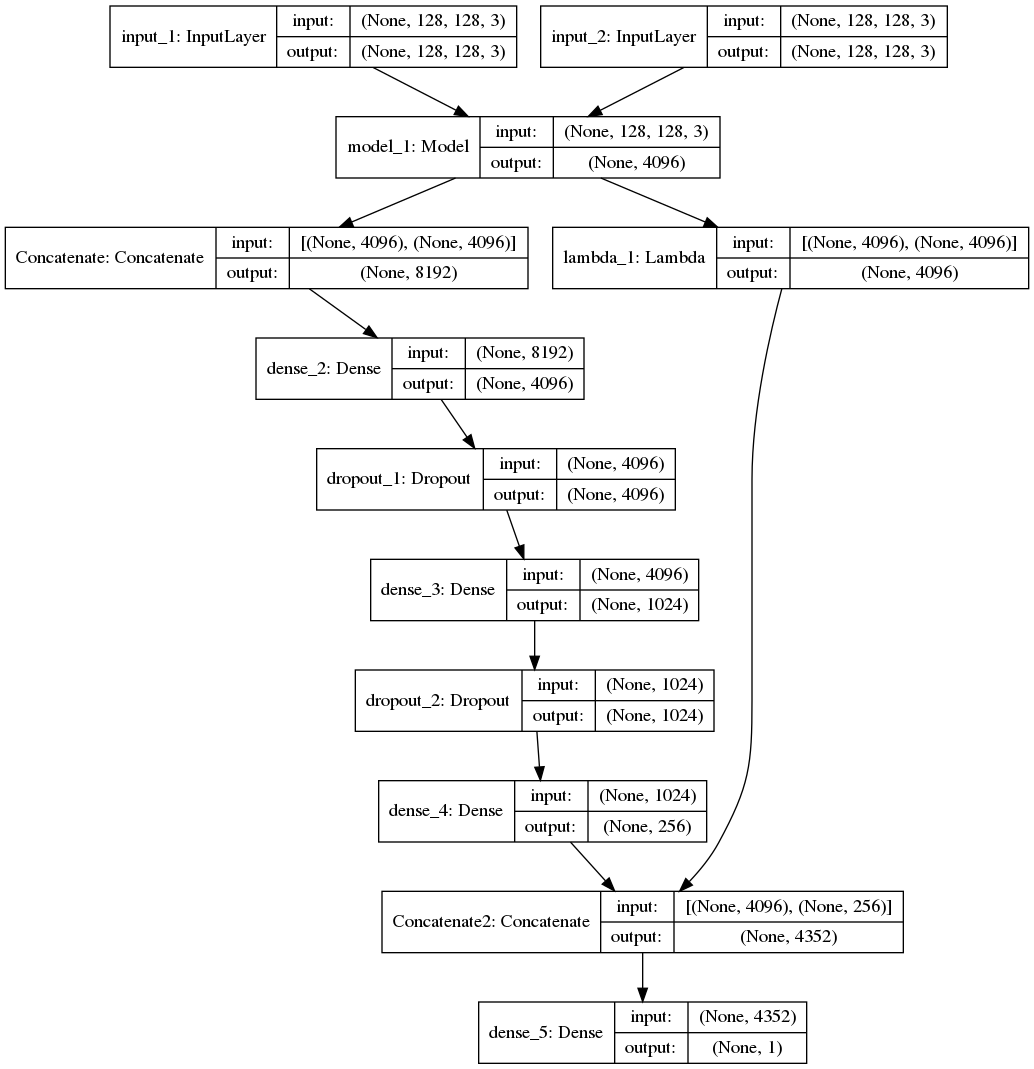 input_1: InputLayer
input: (None, 128, 128, 3)
output: (None, 128, 128, 3)
input_2: InputLayer
input: (None, 128, 128, 3)
output: (None, 128, 128, 3)
model_1: Model
input: (None, 128, 128, 3)
output: (None, 4096)
Concatenate: Concatenate
input: [(None, 4096), (None, 4096)]
output: (None, 8192)
lambda_1: Lambda
input: [(None, 4096), (None, 4096)]
output: (None, 4096)
dense_2: Dense
input: (None, 8192)
output: (None, 4096)
dropout_1: Dropout
input: (None, 4096)
output: (None, 4096)
dense_3: Dense
input: (None, 4096)
output: (None, 1024)
dropout_2: Dropout
input: (None, 1024)
output: (None, 1024)
dense_4: Dense
input: (None, 1024)
output: (None, 256)
Concatenate2: Concatenate
input: [(None, 4096), (None, 256)]
output: (None, 4352)
dense_5: Dense
input: (None, 4352)
output: (None, 1)